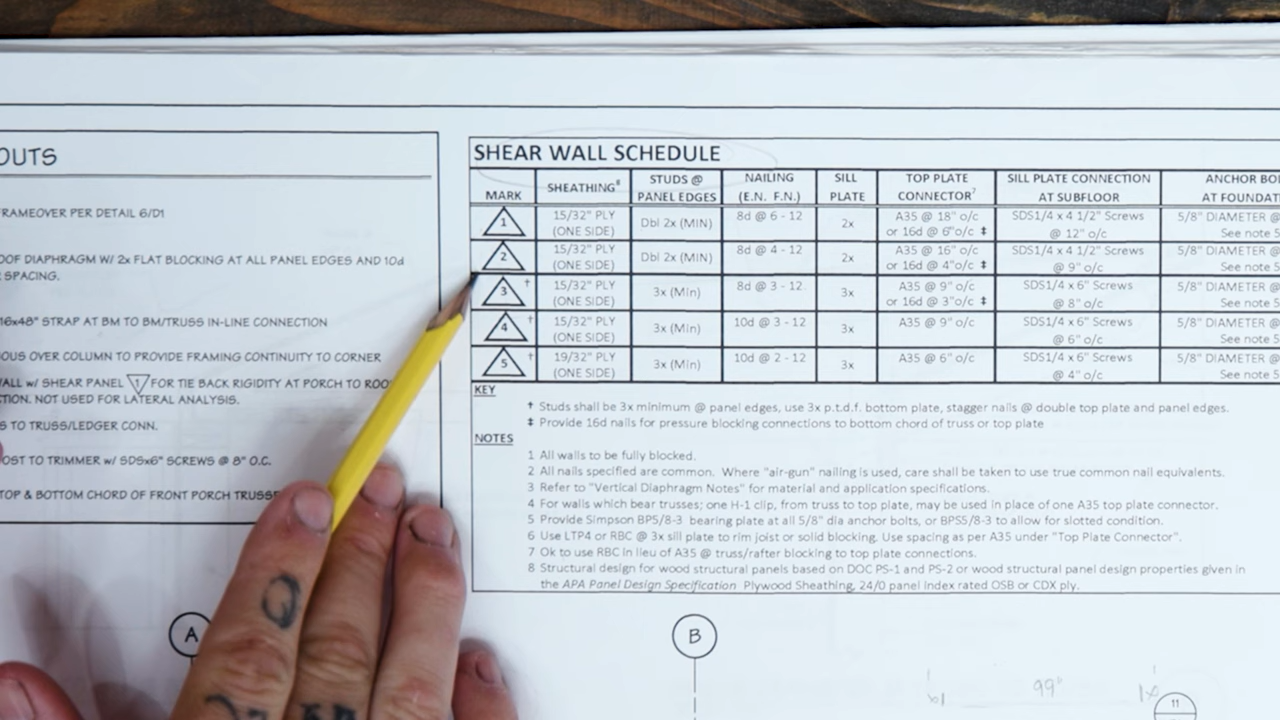 OUTS
FRAMEOVER PER DETAIL 6/D1
OOF DIAPHRAGM W/ 2x FLAT BLOCKING AT ALL PANEL EDGES AND 10d
SPACING.
16x48" STRAP AT BM TO BM/TRUSS IN-LINE CONNECTION
OUS OVER COLUMN TO PROVIDE FRAMING CONTINUITY TO CORNER
ALL w/ SHEAR PANEL 1 FOR TIE BACK RIGIDITY AT PORCH TO ROO
TION. NOT USED FOR LATERAL ANALYSIS.
S TO TRUSS/LEDGER CONN.
OST TO TRIMMER w/ SDSx6" SCREWS @ 8" O.C.
TOP & BOTTOM CHORD OF FRONT PORCH TRUSSE
SHEAR WALL SCHEDULE
MARK SHEATHING⁸ STUDS @ PANEL EDGES NAILING (E.N. F.N.) SILL PLATE TOP PLATE CONNECTOR⁷ SILL PLATE CONNECTION AT SUBFLOOR ANCHOR BO AT FOUNDAT
1 15/32" PLY (ONE SIDE) Dbl 2x (MIN) 8d @ 6 - 12 2x A35 @ 18" o/c or 16d @ 6"o/c ‡ SDS1/4 x 4 1/2" Screws @ 12" o/c 5/8" DIAMETER @ See note 5
2 15/32" PLY (ONE SIDE) Dbl 2x (MIN) 8d @ 4 - 12 2x A35 @ 16" o/c or 16d @ 4"o/c ‡ SDS1/4 x 4 1/2" Screws @ 9" o/c 5/8" DIAMETER @ See note 5
3 † 15/32" PLY (ONE SIDE) 3x (Min) 8d @ 3 - 12 3x A35 @ 9" o/c or 16d @ 3"o/c ‡ SDS1/4 x 6" Screws @ 8" o/c 5/8" DIAMETER @ See note 5
4 † 15/32" PLY (ONE SIDE) 3x (Min) 10d @ 3 - 12 3x A35 @ 9" o/c SDS1/4 x 6" Screws @ 6" o/c 5/8" DIAMETER @ See note 5
5 † 19/32" PLY (ONE SIDE) 3x (Min) 10d @ 2 - 12 3x A35 @ 6" o/c SDS1/4 x 6" Screws @ 4" o/c 5/8" DIAMETER @ See note 5
KEY
† Studs shall be 3x minimum @ panel edges, use 3x p.t.d.f. bottom plate, stagger nails @ double top plate and panel edges.
‡ Provide 16d nails for pressure blocking connections to bottom chord of truss or top plate
NOTES
1 All walls to be fully blocked.
2 All nails specified are common. Where "air-gun" nailing is used, care shall be taken to use true common nail equivalents.
3 Refer to "Vertical Diaphragm Notes" for material and application specifications.
4 For walls which bear trusses; one H-1 clip, from truss to top plate, may be used in place of one A35 top plate connector.
5 Provide Simpson BP5/8-3 bearing plate at all 5/8" dia anchor bolts, or BPS5/8-3 to allow for slotted condition.
6 Use LTP4 or RBC @ 3x sill plate to rim joist or solid blocking. Use spacing as per A35 under "Top Plate Connector".
7 Ok to use RBC in lieu of A35 @ truss/rafter blocking to top plate connections.
8 Structural design for wood structural panels based on DOC PS-1 and PS-2 or wood structural panel design properties given in
the APA Panel Design Specification Plywood Sheathing, 24/0 panel index rated OSB or CDX ply.
A
B
99"
11
Q